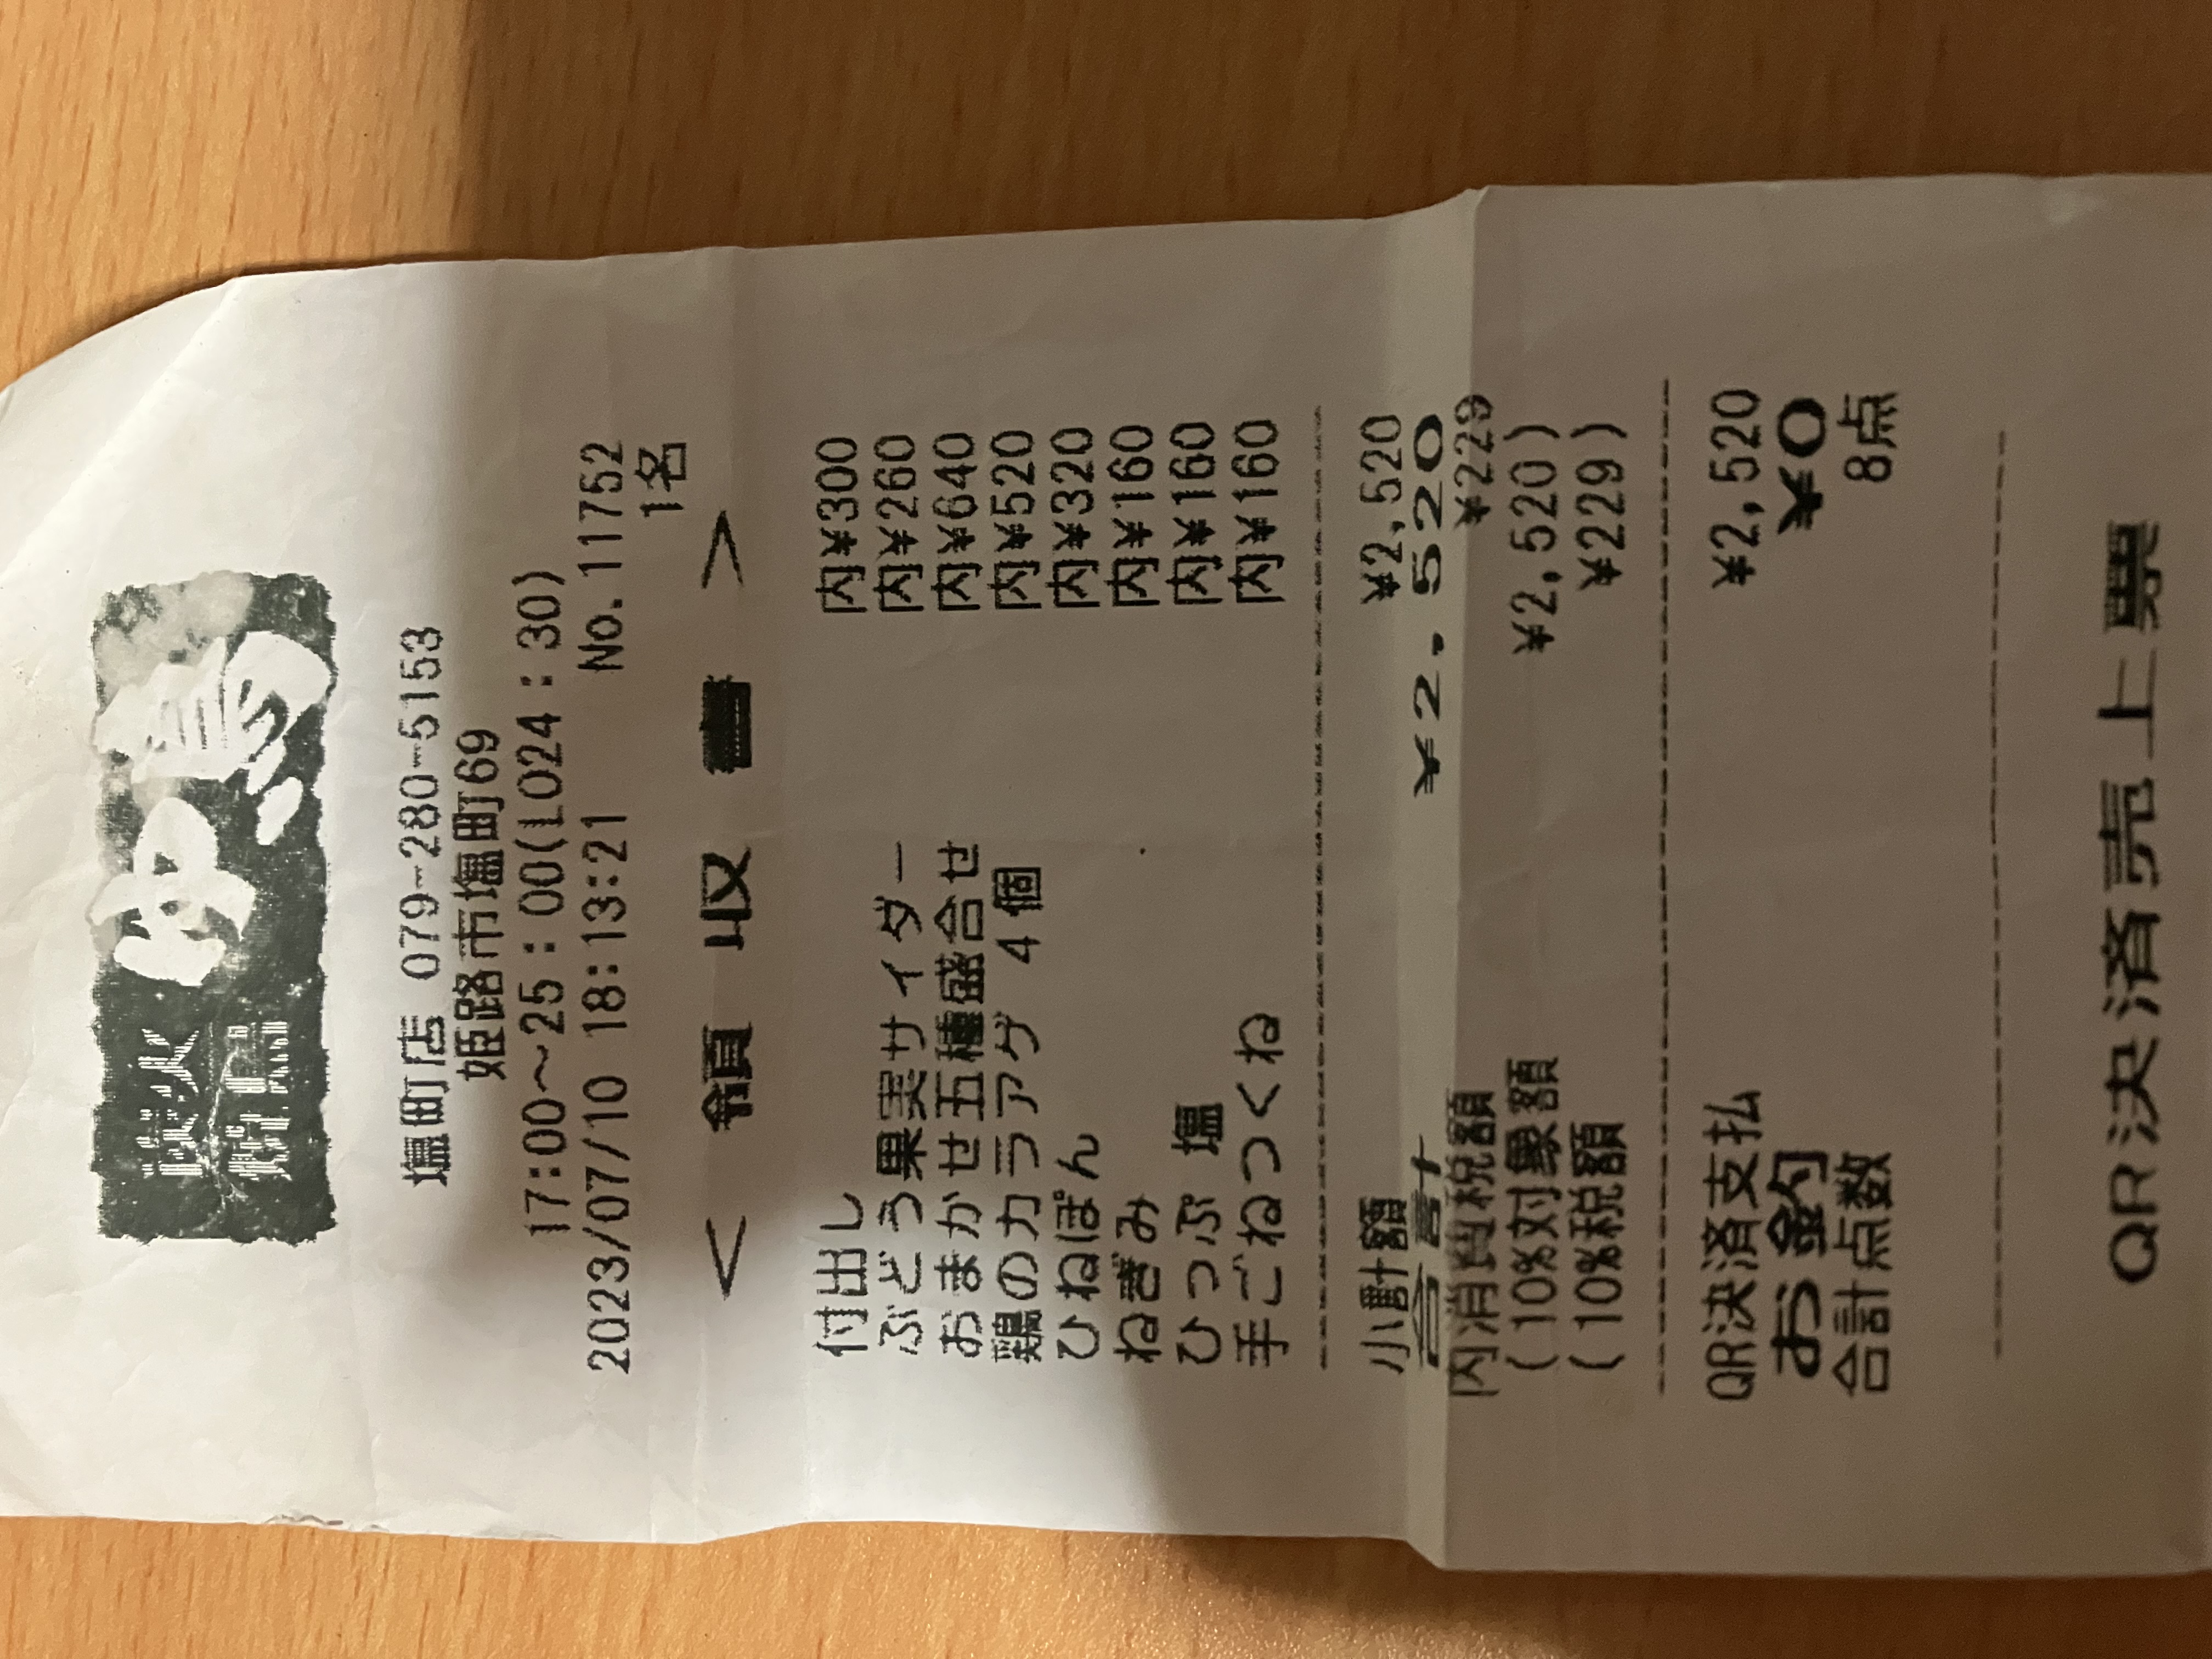 塩町店 079-280-5153
姫路市塩町69
17:00～25:00(LO24:30)
2023/07/10 18:13:21 No.11752
1名
< 領 収 書 >
付出し 内¥300
ぶどう果実サイダー 内¥260
おまかせ五種盛合せ 内¥640
鶏のカラアゲ 4個 内¥520
ひねぽん 内¥320
ねぎみ 内¥160
ひっぷ 塩 内¥160
手ごねつくね 内¥160
小計額 ¥2,520
合計 ¥2,520
内消費税額 ¥229
(10%対象額 ¥2,520)
(10%税額 ¥229)
QR決済支払 ¥2,520
お釣 ¥0
合計点数 8点
QR決済売上票